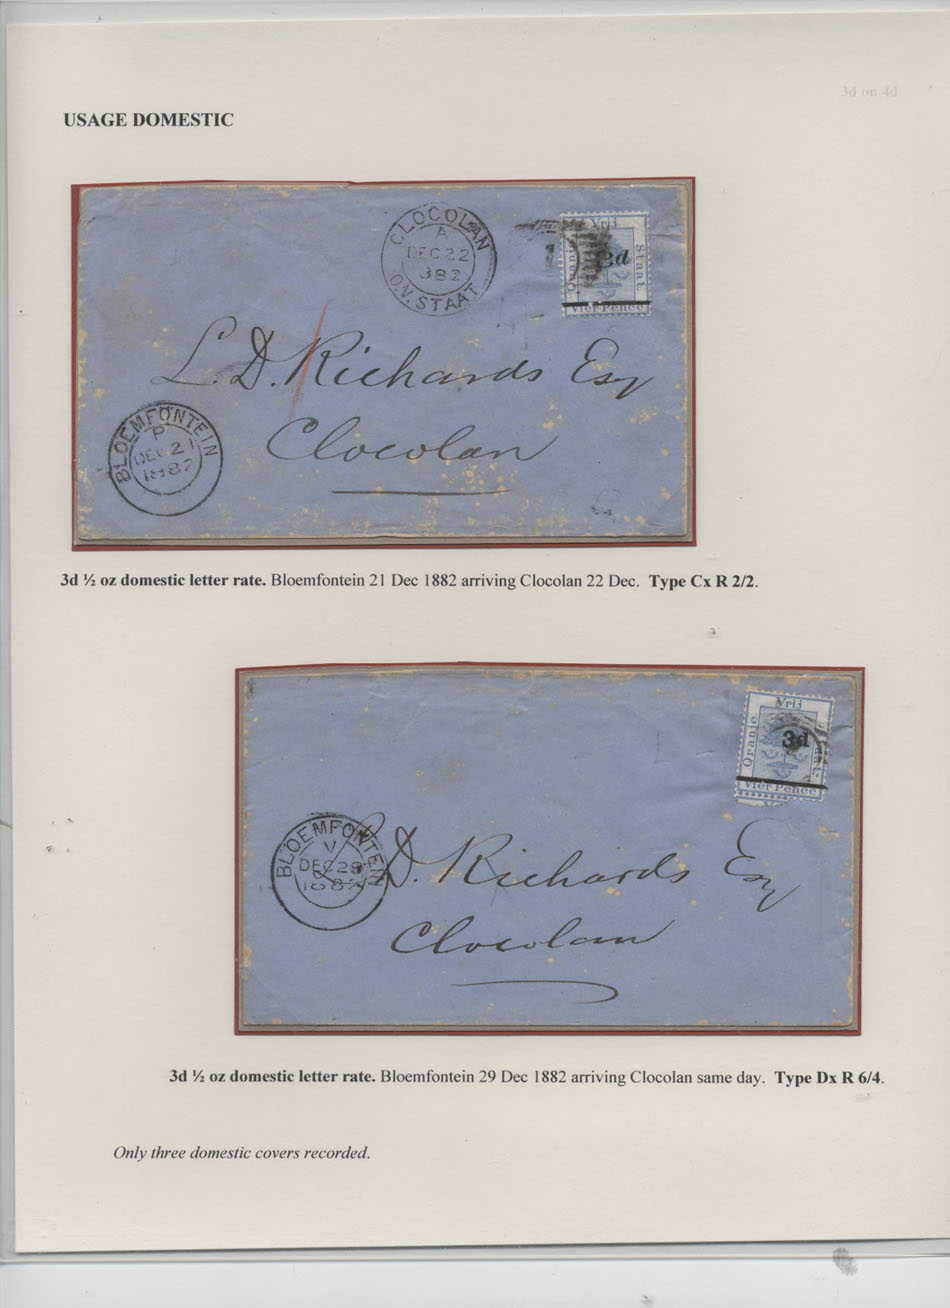 3d on 4d
USAGE DOMESTIC
CLOCOLAN
A
DEC 22
882
O.V. STAAT
Vrij
Oranje
Staat
3d
Vier Pence
L. D. Richards Esq
Clocolan
BLOEMFONTEIN
P
DEC 21
1882
3d ½ oz domestic letter rate. Bloemfontein 21 Dec 1882 arriving Clocolan 22 Dec. Type Cx R 2/2.
Vrij
Oranje
3d
Vier Pence
BLOEMFONTEIN
V
DEC 29
1882
D. Richards Esq
Clocolan
3d ½ oz domestic letter rate. Bloemfontein 29 Dec 1882 arriving Clocolan same day. Type Dx R 6/4.
Only three domestic covers recorded.